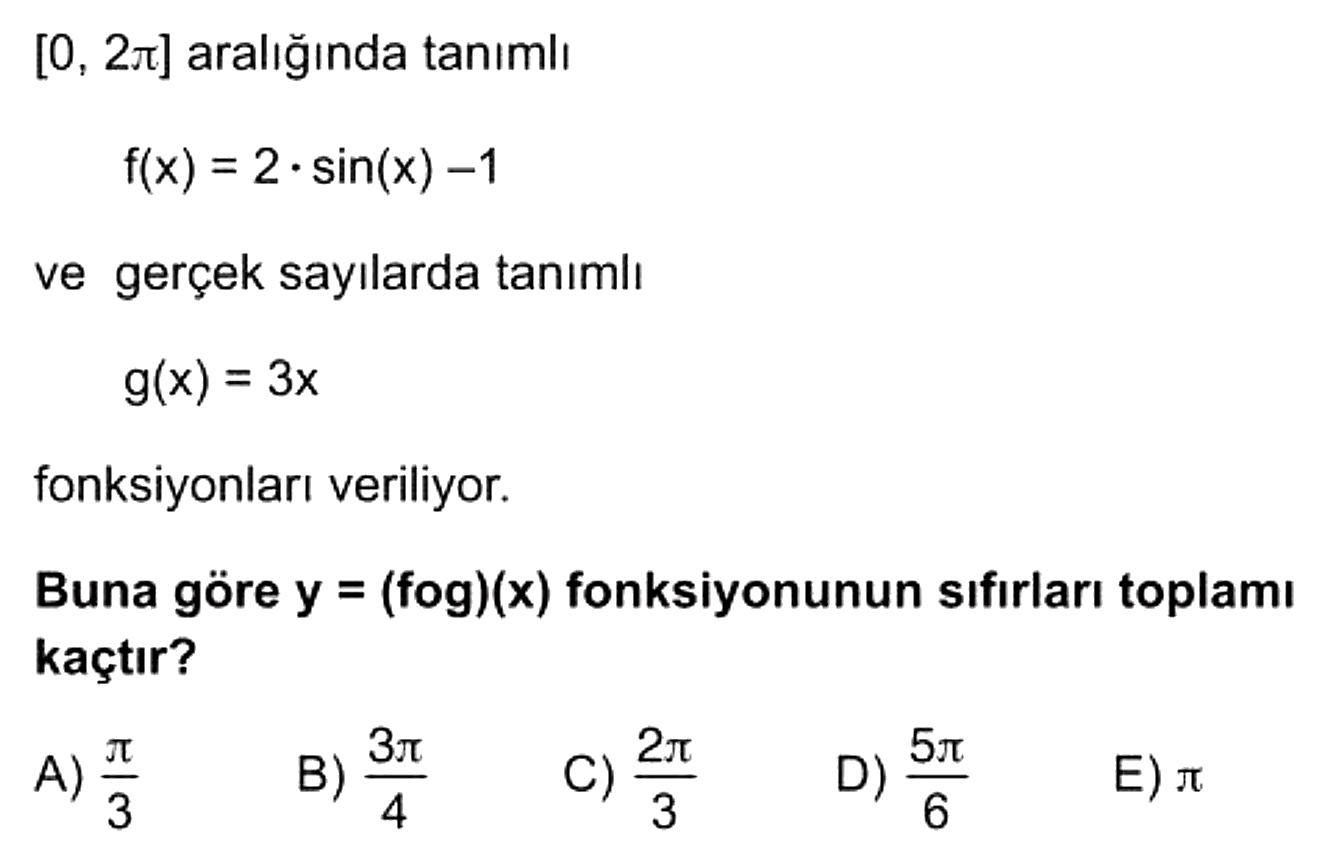 [0, 2π] aralığında tanımlı
f(x) = 2 · sin(x) –1
ve gerçek sayılarda tanımlı
g(x) = 3x
fonksiyonları veriliyor.
Buna göre y = (fog)(x) fonksiyonunun sıfırları toplamı
kaçtır?
A) π/3 B) 3π/4 C) 2π/3 D) 5π/6 E) π